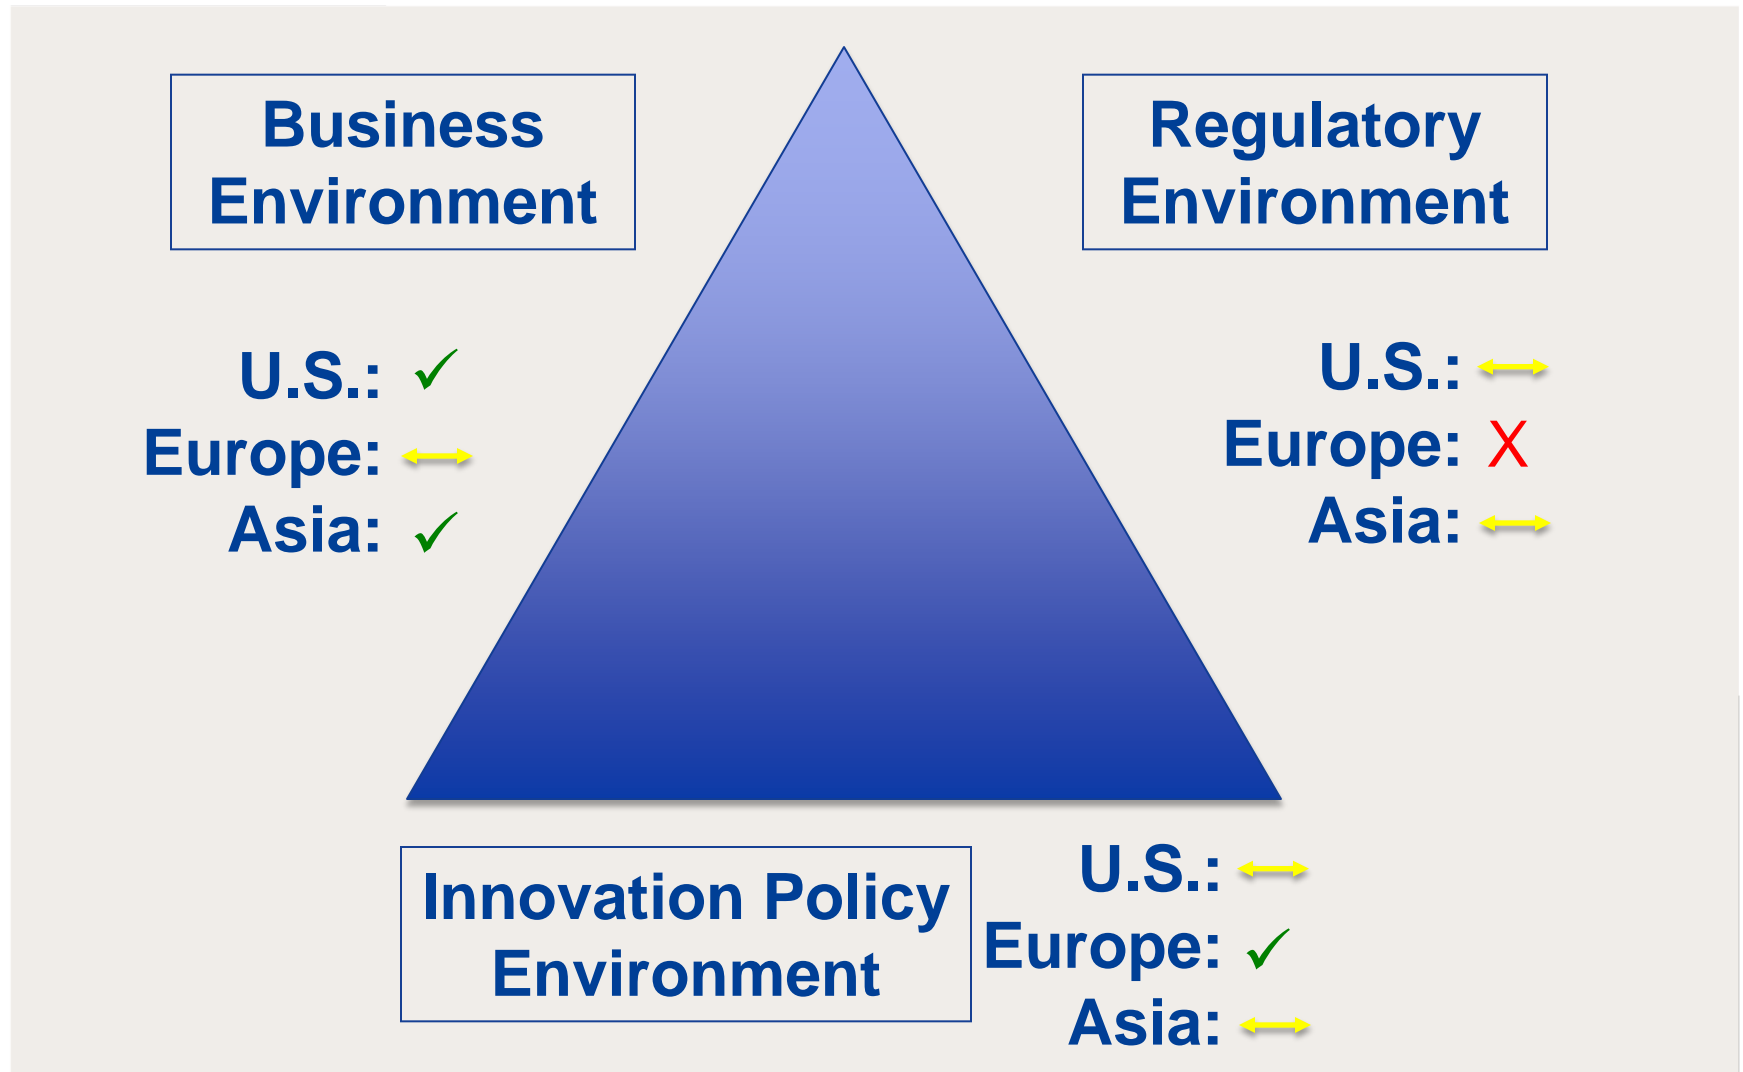 Business
Environment
U.S.: ✓
Europe: ↔
Asia: ✓
Regulatory
Environment
U.S.: ↔
Europe: X
Asia: ↔
Innovation Policy
Environment
U.S.: ↔
Europe: ✓
Asia: ↔